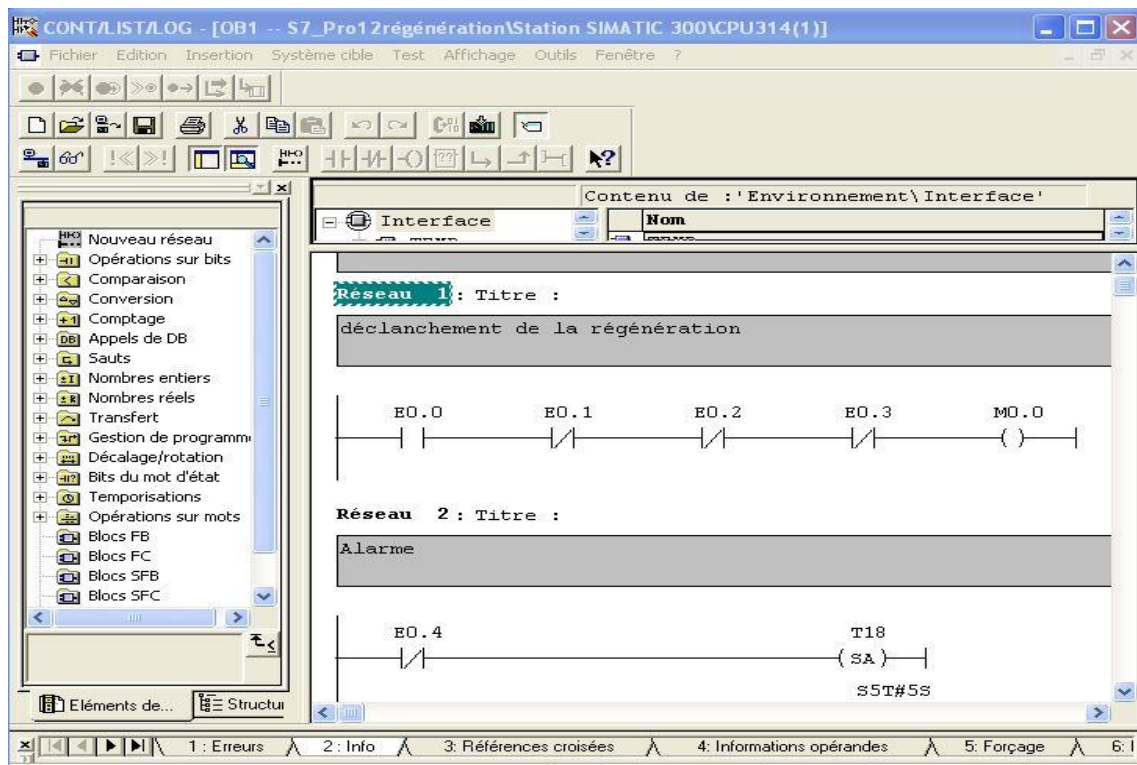 CONT/LIST/LOG - [OB1 -- S7_Pro12régénération\Station SIMATIC 300\CPU314(1)]
Fichier Edition Insertion Système cible Test Affichage Outils Fenêtre ?
Contenu de :'Environnement\Interface'
Interface
Nom
Nouveau réseau
Opérations sur bits
Comparaison
Conversion
Comptage
Appels de DB
Sauts
Nombres entiers
Nombres réels
Transfert
Gestion de programm
Décalage/rotation
Bits du mot d'état
Temporisations
Opérations sur mots
Blocs FB
Blocs FC
Blocs SFB
Blocs SFC
Eléments de... Structur
Réseau 1 : Titre :
déclanchement de la régénération
E0.0 E0.1 E0.2 E0.3 M0.0
Réseau 2 : Titre :
Alarme
E0.4 T18
SA
S5T#5S
1 : Erreurs 2 : Info 3: Références croisées 4: Informations opérandes 5: Forçage 6: I